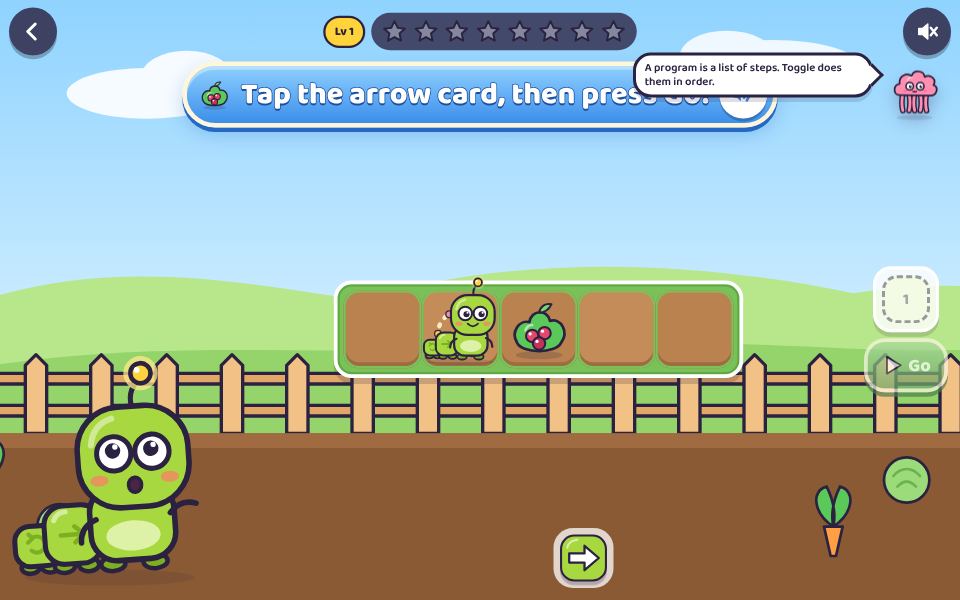 Lv 1
A program is a list of steps. Toggle does
them in order.
Tap the arrow card, then press Go!
1
Go